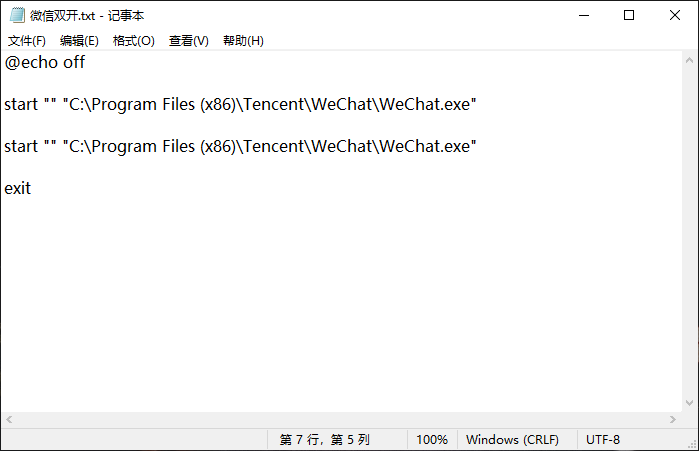 微信双开.txt - 记事本
文件(F) 编辑(E) 格式(O) 查看(V) 帮助(H)
@echo off
start "" "C:\Program Files (x86)\Tencent\WeChat\WeChat.exe"
start "" "C:\Program Files (x86)\Tencent\WeChat\WeChat.exe"
exit
第 7 行，第 5 列 100% Windows (CRLF) UTF-8